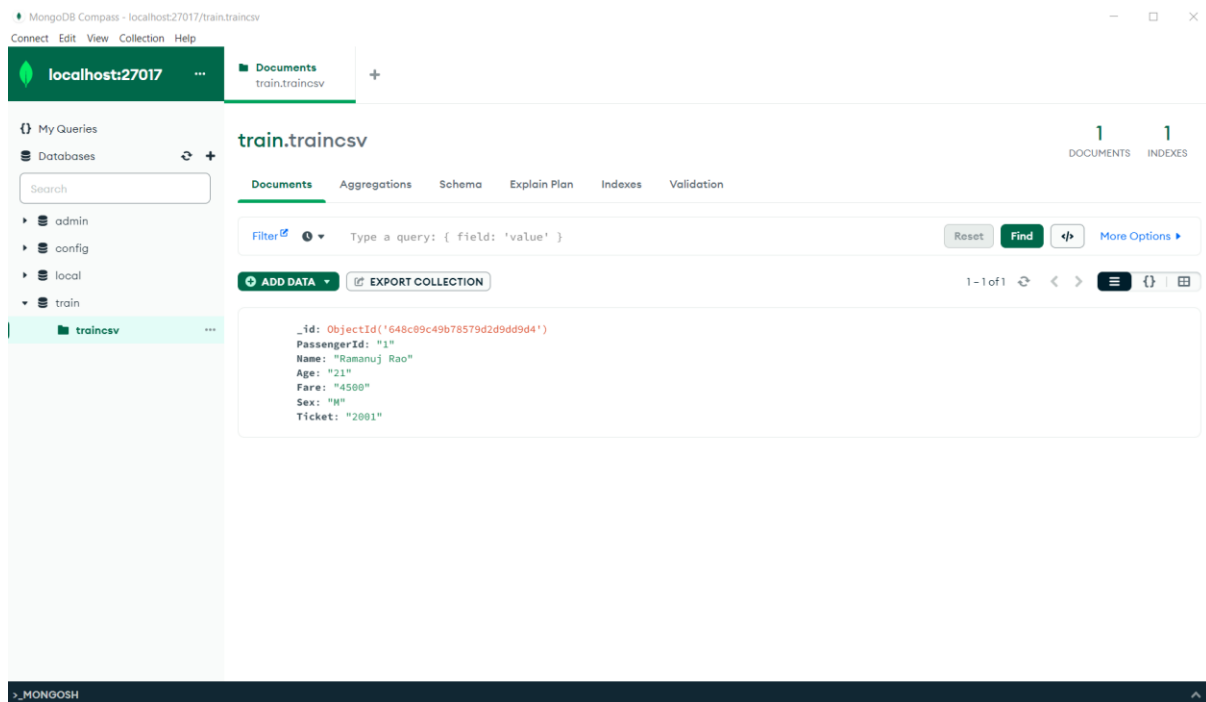 MongoDB Compass - localhost:27017/train.traincsv
Connect Edit View Collection Help
localhost:27017 ...
Documents
train.traincsv
+
{} My Queries
Databases
Search
admin
config
local
train
traincsv ...
train.traincsv
1 DOCUMENTS
1 INDEXES
Documents Aggregations Schema Explain Plan Indexes Validation
Filter Type a query: { field: 'value' } Reset Find </> More Options
ADD DATA EXPORT COLLECTION 1-1 of 1 {}
_id: ObjectId('648c09c49b78579d2d9dd9d4')
PassengerId: "1"
Name: "Ramanuj Rao"
Age: "21"
Fare: "4500"
Sex: "M"
Ticket: "2001"
>_MONGOSH